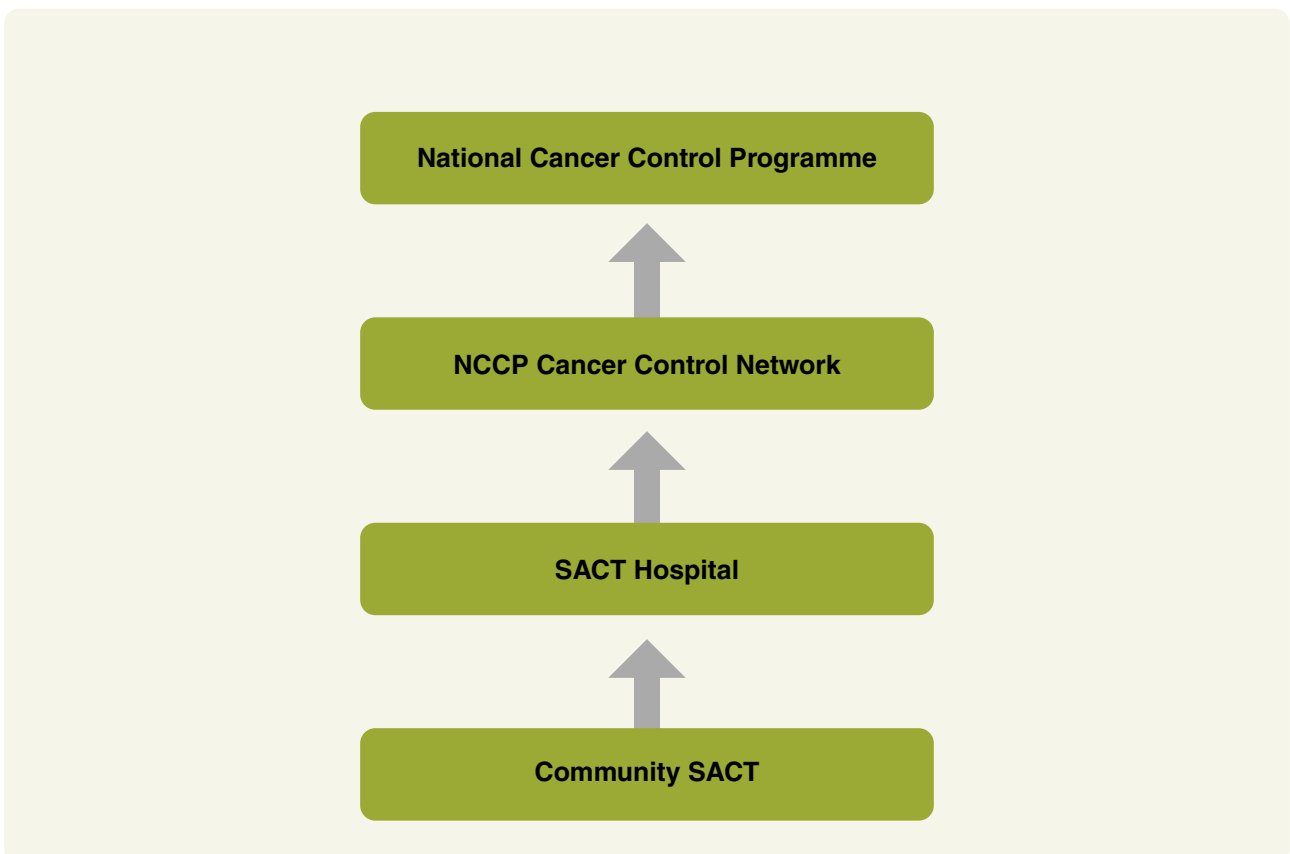 National Cancer Control Programme
NCCP Cancer Control Network
SACT Hospital
Community SACT